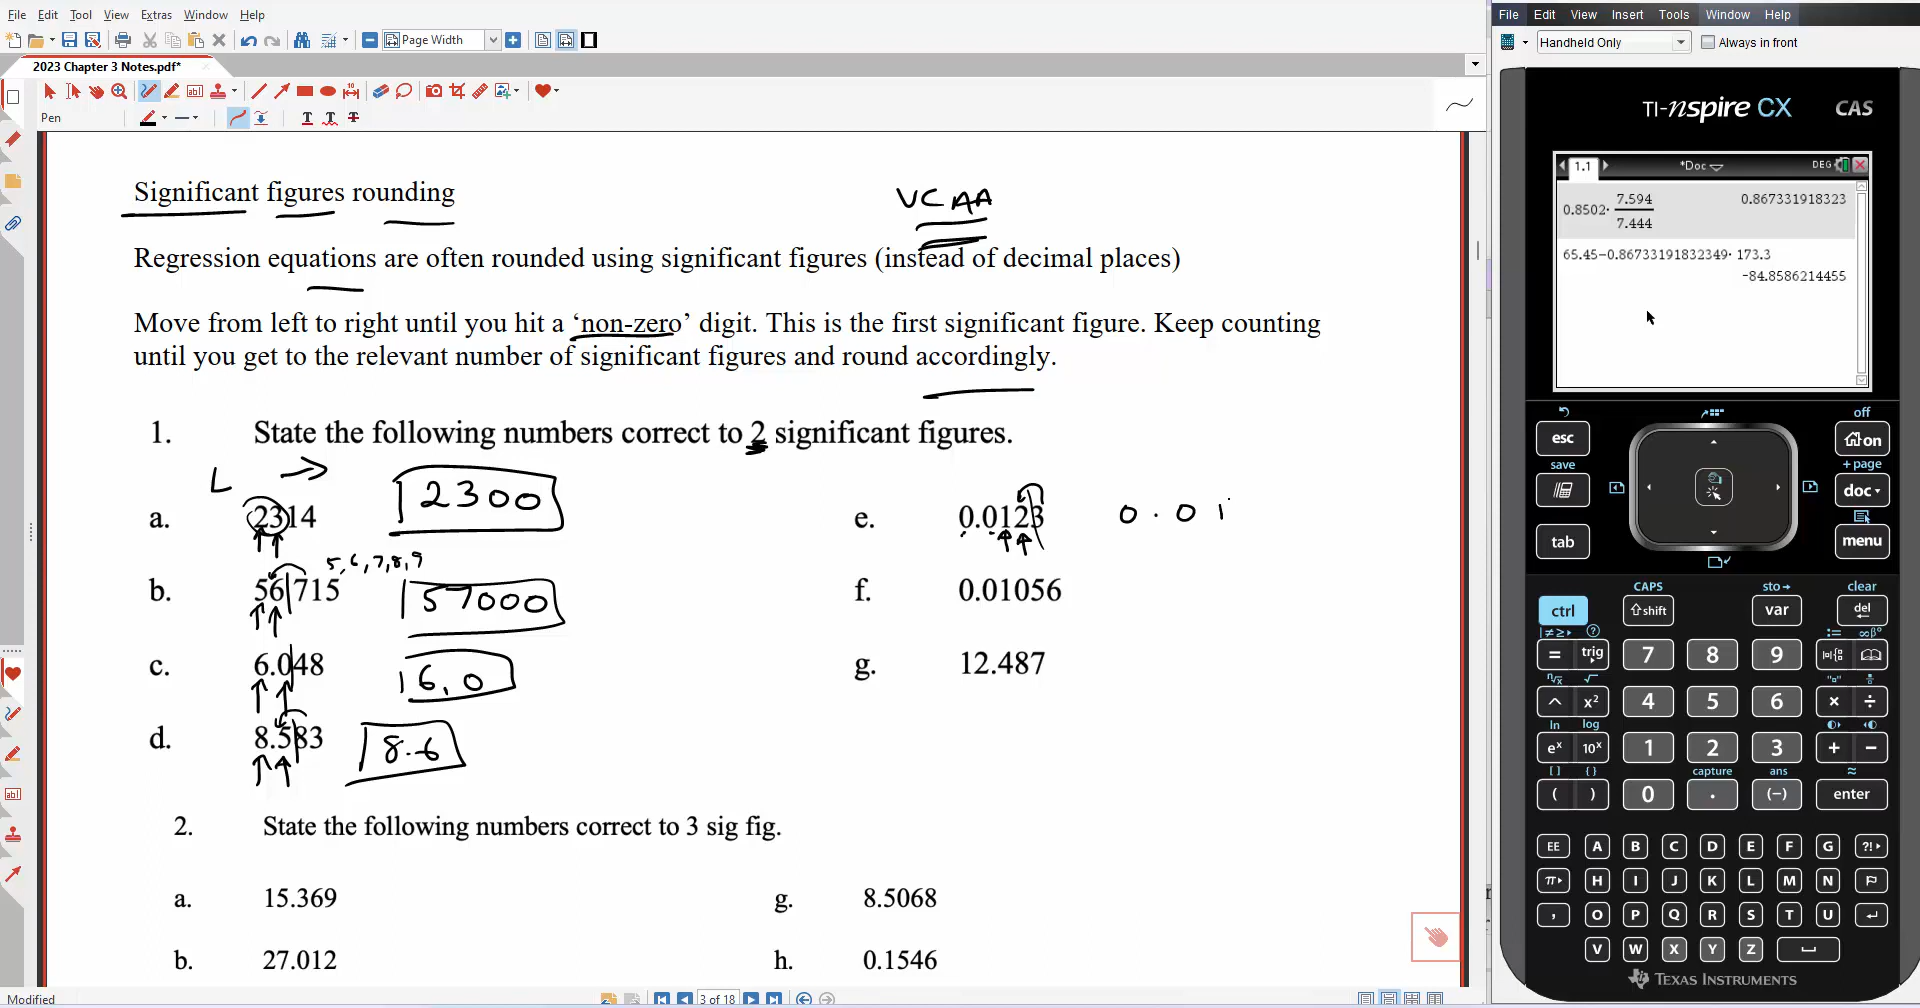 File Edit Tool View Extras Window Help
Page Width
2023 Chapter 3 Notes.pdf*
Pen
Significant figures rounding
VCAA
Regression equations are often rounded using significant figures (instead of decimal places)
Move from left to right until you hit a ‘non-zero’ digit. This is the first significant figure. Keep counting
until you get to the relevant number of significant figures and round accordingly.
1. State the following numbers correct to 2 significant figures.
L
a. 2314 2300
5,6,7,8,9
b. 56 715 57000
c. 6.048 6.0
d. 8.583 8.6
e. 0.0123 0.01
f. 0.01056
g. 12.487
2. State the following numbers correct to 3 sig fig.
a. 15.369
g. 8.5068
b. 27.012
h. 0.1546
Modified
3 of 18
File Edit View Insert Tools Window Help
Handheld Only Always in front
TI-nspire CX CAS
1.1 *Doc DEG
0.8502· 7.594 0.867331918323
7.444
65.45−0.86733191832349· 173.3
-84.8586214455
off
esc on
save + page
doc
tab menu
CAPS sto→ clear
ctrl shift var del
= trig 7 8 9
^ x² 4 5 6 × ÷
ln log
eˣ 10ˣ 1 2 3 + −
[ ] { } capture ans ≈
( ) 0 . (−) enter
EE A B C D E F G ?!
π H I J K L M N
, O P Q R S T U
V W X Y Z
TEXAS INSTRUMENTS